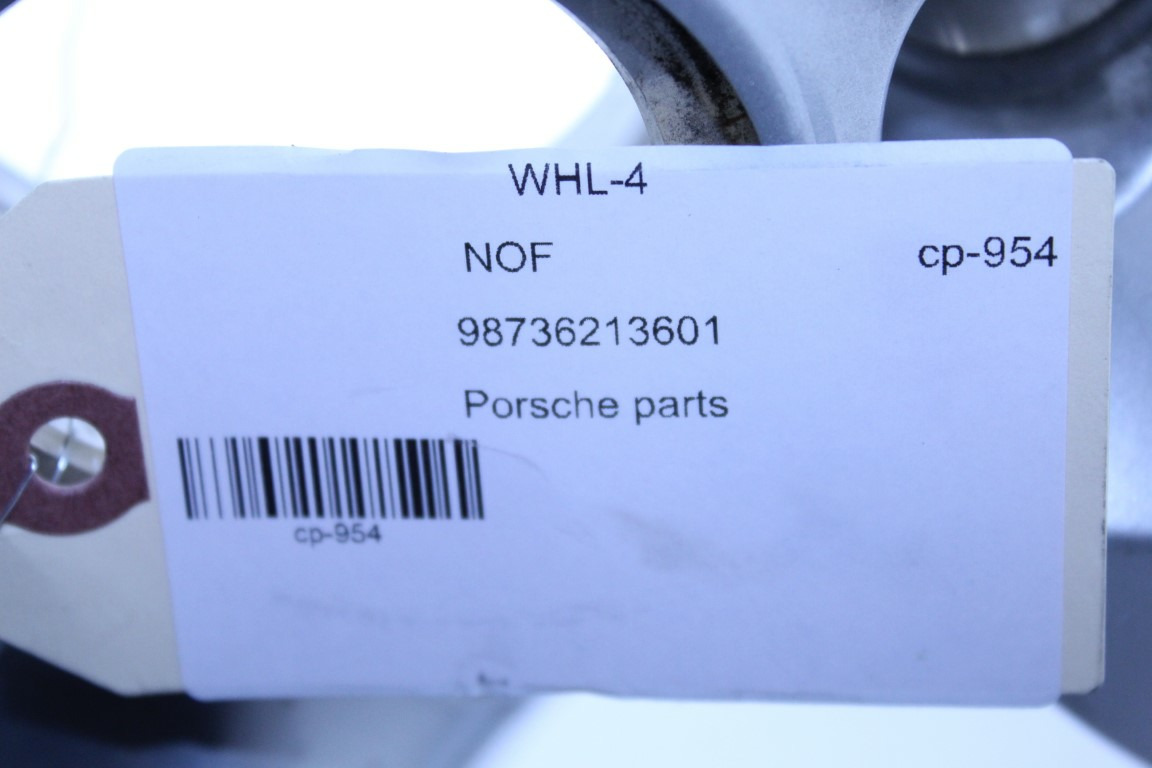 WHL-4
NOF
cp-954
98736213601
Porsche parts
cp-954